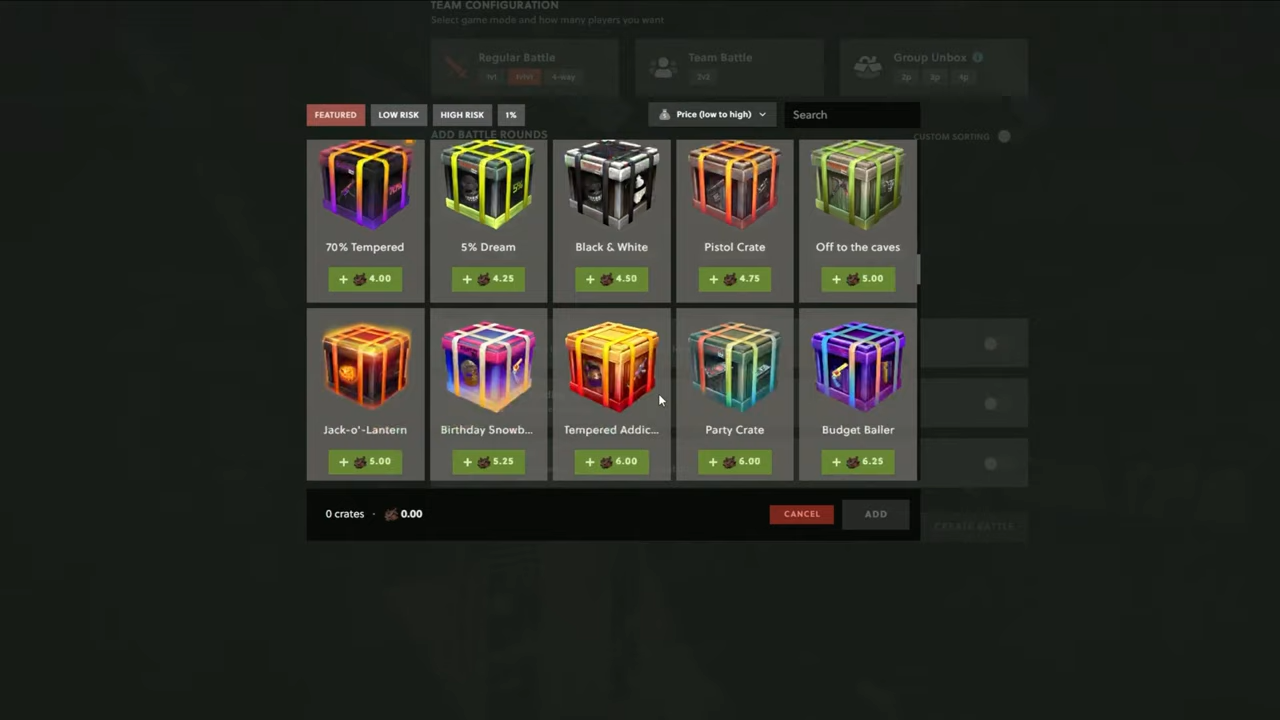 TEAM CONFIGURATION
Select game mode and how many players you want
Regular Battle
1v1
1v1v1
4-way
Team Battle
2v2
Group Unbox
2p
3p
4p
FEATURED
LOW RISK
HIGH RISK
1%
Price (low to high)
Search
ADD BATTLE ROUNDS
CUSTOM SORTING
70% Tempered
5% Dream
Black & White
Pistol Crate
Off to the caves
+ 4.00
+ 4.25
+ 4.50
+ 4.75
+ 5.00
Jack-o'-Lantern
Birthday Snowb...
Tempered Addic...
Party Crate
Budget Baller
+ 5.00
+ 5.25
+ 6.00
+ 6.00
+ 6.25
0 crates · 0.00
CANCEL
ADD
CREATE BATTLE